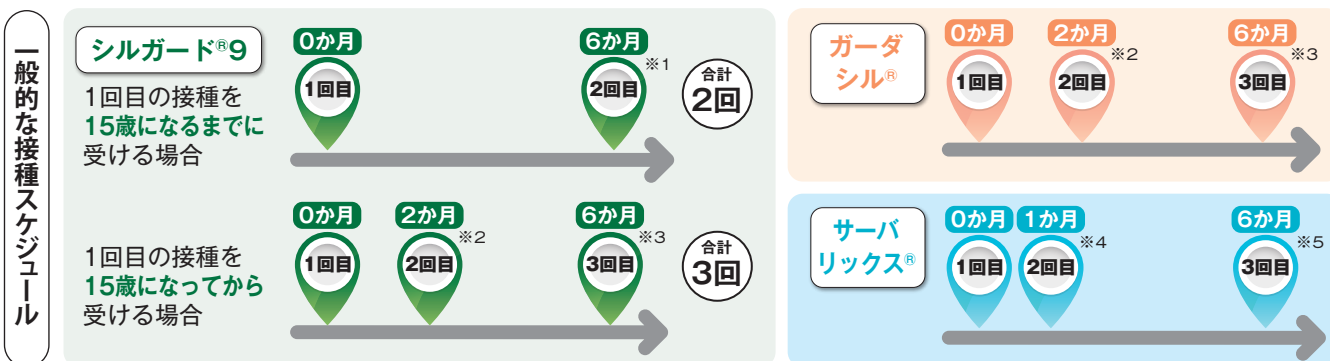 一般的な接種スケジュール
シルガード®9
1回目の接種を
15歳になるまでに
受ける場合
0か月
1回目
6か月
※1
2回目
合計
2回
1回目の接種を
15歳になってから
受ける場合
0か月
1回目
2か月
※2
2回目
6か月
※3
3回目
合計
3回
ガーダ
シル®
0か月
1回目
2か月
※2
2回目
6か月
※3
3回目
サーバ
リックス®
0か月
1回目
1か月
※4
2回目
6か月
※5
3回目